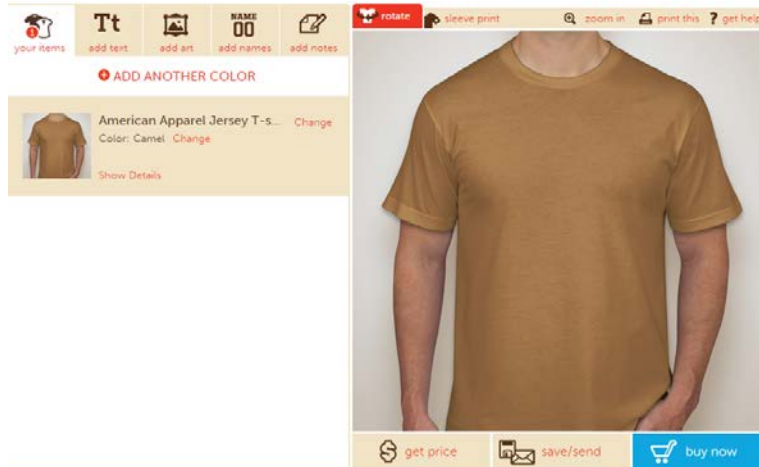 your items
1
Tt
add text
add art
NAME
00
add names
add notes
ADD ANOTHER COLOR
American Apparel Jersey T-s... Change
Color: Camel Change
Show Details
rotate
sleeve print
zoom in
print this
? get help
get price
save/send
buy now